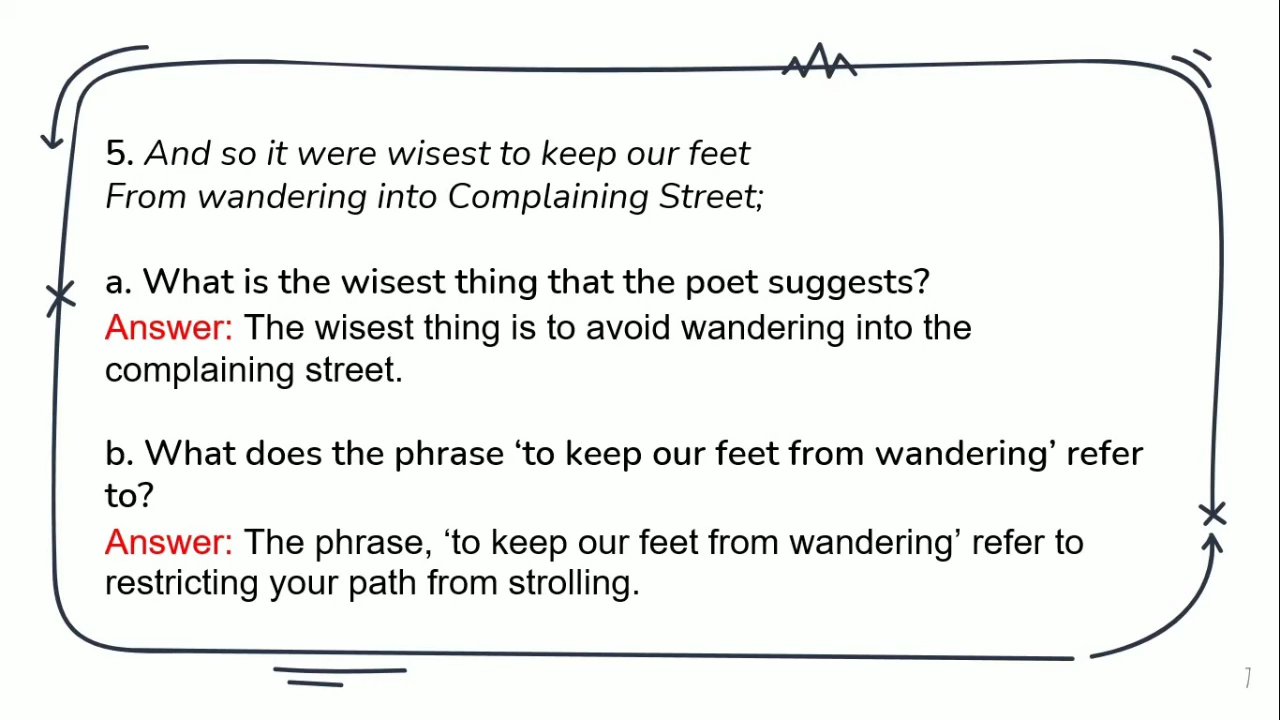 5. And so it were wisest to keep our feet
From wandering into Complaining Street;
a. What is the wisest thing that the poet suggests?
Answer: The wisest thing is to avoid wandering into the
complaining street.
b. What does the phrase ‘to keep our feet from wandering’ refer
to?
Answer: The phrase, ‘to keep our feet from wandering’ refer to
restricting your path from strolling.
7